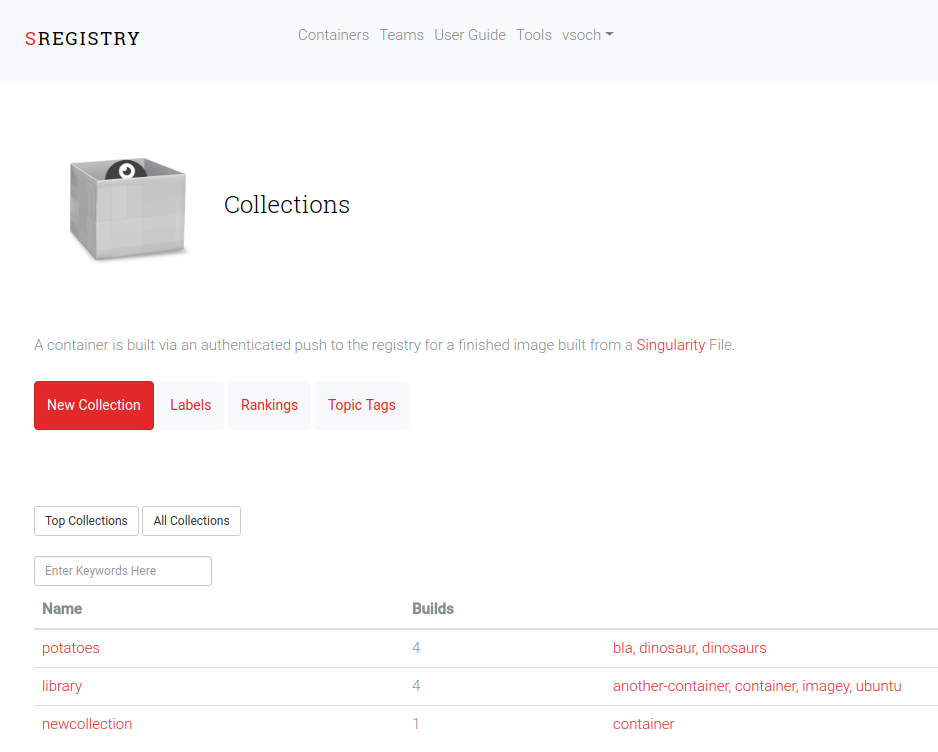 SREGISTRY
Containers Teams User Guide Tools vsoch
Collections
A container is built via an authenticated push to the registry for a finished image built from a Singularity File.
New Collection Labels Rankings Topic Tags
Top Collections All Collections
Enter Keywords Here
Name Builds
potatoes 4 bla, dinosaur, dinosaurs
library 4 another-container, container, imagey, ubuntu
newcollection 1 container